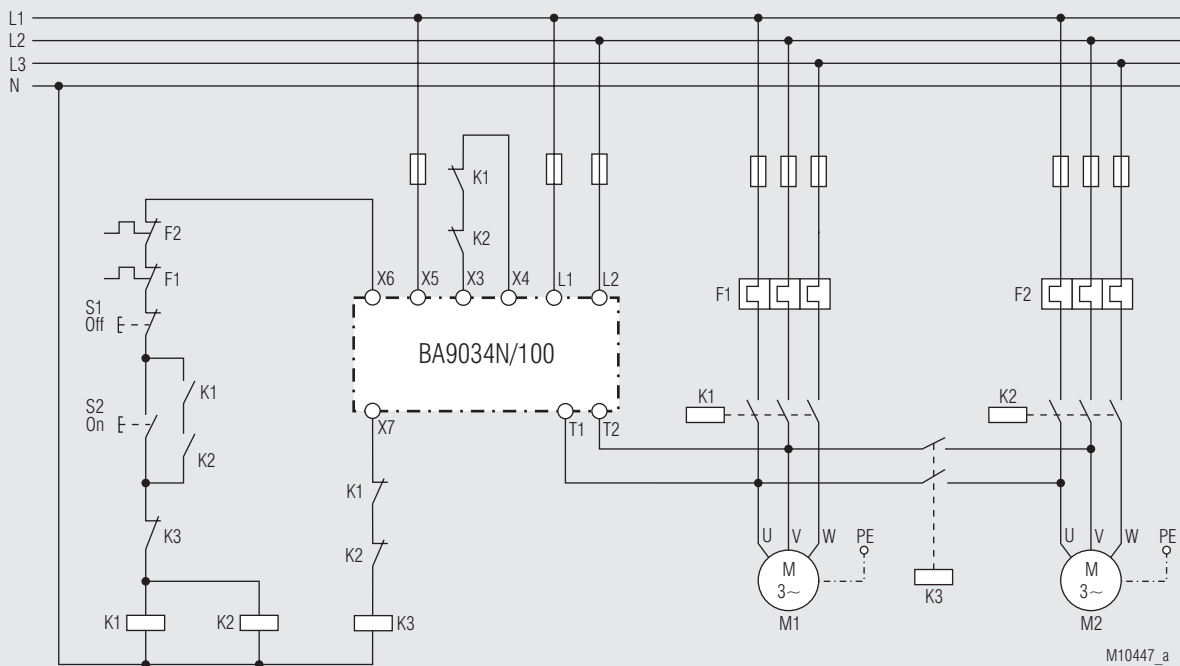 L1
L2
L3
N
K1
K2
F2
F1
S1
Off
K1
S2
On
K2
K3
K1
K2
X6
X5
X3
X4
L1
L2
BA9034N/100
X7
T1
T2
K1
K2
K3
F1
F2
K1
K2
U
V
W
PE
M
3~
M1
K3
U
V
W
PE
M
3~
M2
M10447_a